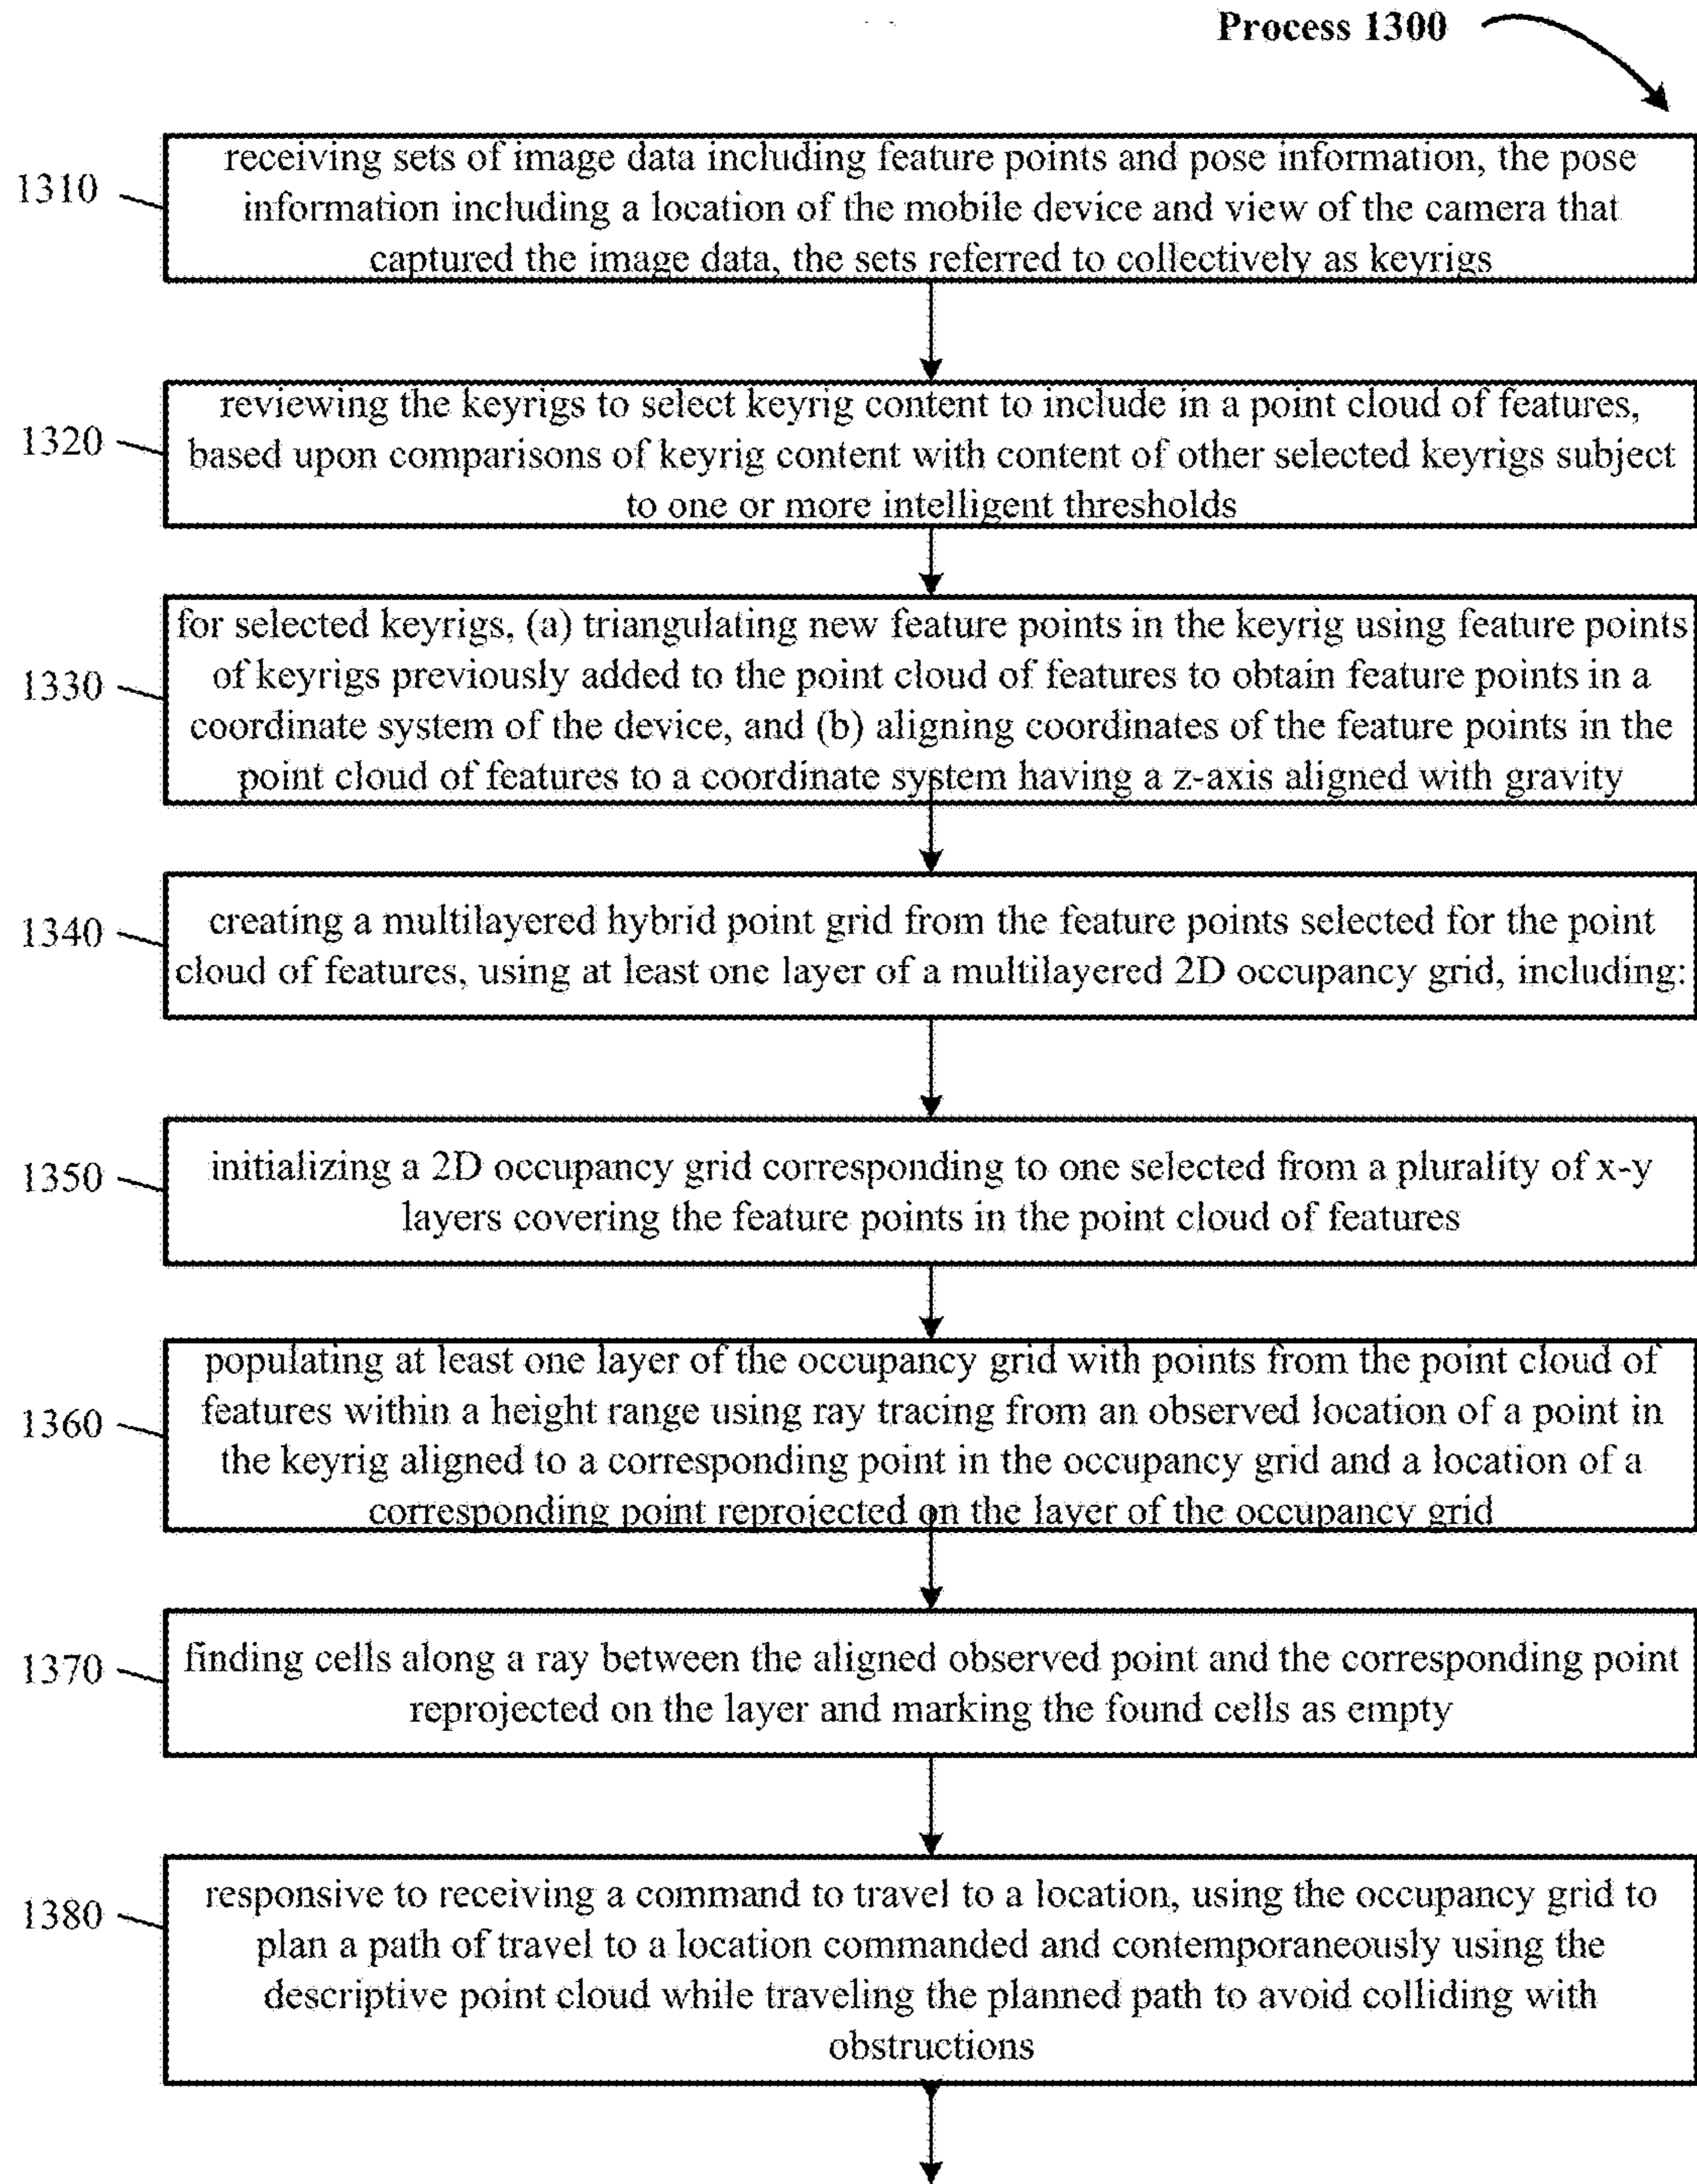 Process 1300
1310
receiving sets of image data including feature points and pose information, the pose
information including a location of the mobile device and view of the camera that
captured the image data, the sets referred to collectively as keyrigs
1320
reviewing the keyrigs to select keyrig content to include in a point cloud of features,
based upon comparisons of keyrig content with content of other selected keyrigs subject
to one or more intelligent thresholds
1330
for selected keyrigs, (a) triangulating new feature points in the keyrig using feature points
of keyrigs previously added to the point cloud of features to obtain feature points in a
coordinate system of the device, and (b) aligning coordinates of the feature points in the
point cloud of features to a coordinate system having a z-axis aligned with gravity
1340
creating a multilayered hybrid point grid from the feature points selected for the point
cloud of features, using at least one layer of a multilayered 2D occupancy grid, including:
1350
initializing a 2D occupancy grid corresponding to one selected from a plurality of x-y
layers covering the feature points in the point cloud of features
1360
populating at least one layer of the occupancy grid with points from the point cloud of
features within a height range using ray tracing from an observed location of a point in
the keyrig aligned to a corresponding point in the occupancy grid and a location of a
corresponding point reprojected on the layer of the occupancy grid
1370
finding cells along a ray between the aligned observed point and the corresponding point
reprojected on the layer and marking the found cells as empty
1380
responsive to receiving a command to travel to a location, using the occupancy grid to
plan a path of travel to a location commanded and contemporaneously using the
descriptive point cloud while traveling the planned path to avoid colliding with
obstructions